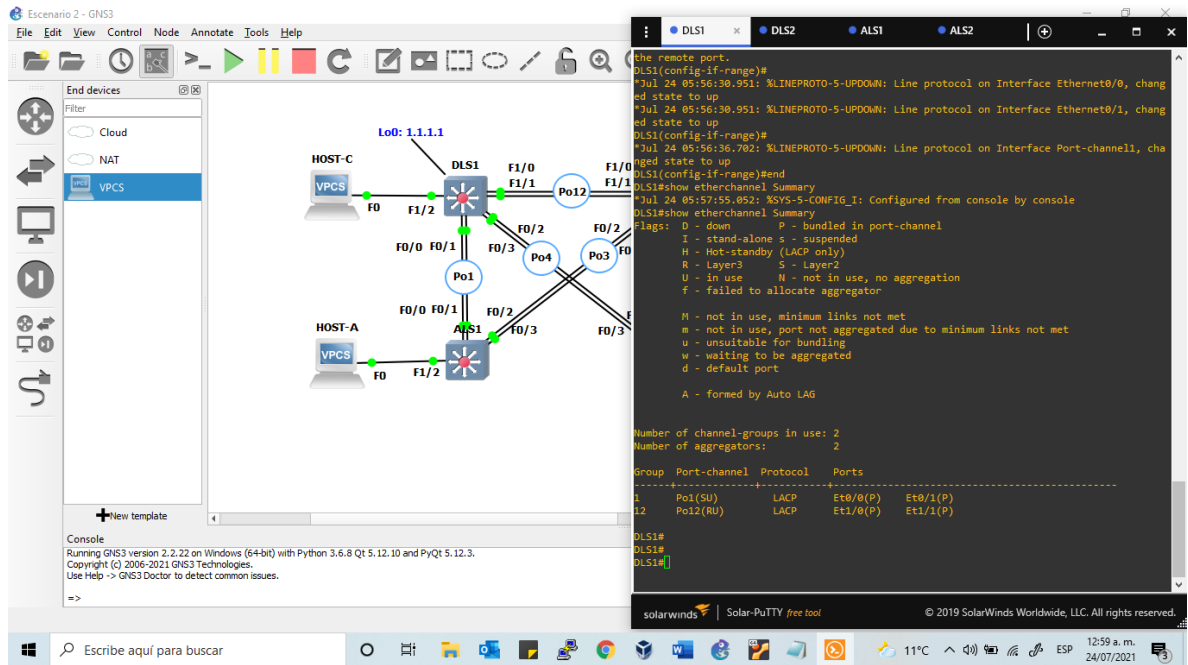 Escenario 2 - GNS3
File Edit View Control Node Annotate Tools Help
End devices
Filter
Cloud
NAT
VPCS
New template
Lo0: 1.1.1.1
HOST-C
DLS1
F1/0
F1/0
VPCS
F1/1
F1/1
Po12
F0
F1/2
F0/2
F0/2
F0/0 F0/1
F0/3
Po4
Po3
F0
Po1
F0/0 F0/1
F0/2
HOST-A
ALS1
F0/3
F0/3
VPCS
F0
F1/2
Console
Running GNS3 version 2.2.22 on Windows (64-bit) with Python 3.6.8 Qt 5.12.10 and PyQt 5.12.3.
Copyright (c) 2006-2021 GNS3 Technologies.
Use Help -> GNS3 Doctor to detect common issues.
=>
DLS1
DLS2
ALS1
ALS2
the remote port.
DLS1(config-if-range)#
*Jul 24 05:56:30.951: %LINEPROTO-5-UPDOWN: Line protocol on Interface Ethernet0/0, chang
ed state to up
*Jul 24 05:56:30.951: %LINEPROTO-5-UPDOWN: Line protocol on Interface Ethernet0/1, chang
ed state to up
DLS1(config-if-range)#
*Jul 24 05:56:36.702: %LINEPROTO-5-UPDOWN: Line protocol on Interface Port-channel1, cha
nged state to up
DLS1(config-if-range)#end
DLS1#show etherchannel Summary
*Jul 24 05:57:55.052: %SYS-5-CONFIG_I: Configured from console by console
DLS1#show etherchannel Summary
Flags: D - down P - bundled in port-channel
I - stand-alone s - suspended
H - Hot-standby (LACP only)
R - Layer3 S - Layer2
U - in use N - not in use, no aggregation
f - failed to allocate aggregator
M - not in use, minimum links not met
m - not in use, port not aggregated due to minimum links not met
u - unsuitable for bundling
w - waiting to be aggregated
d - default port
A - formed by Auto LAG
Number of channel-groups in use: 2
Number of aggregators: 2
Group Port-channel Protocol Ports
------+-------------+-----------+-----------------------------------------------
1 Po1(SU) LACP Et0/0(P) Et0/1(P)
12 Po12(RU) LACP Et1/0(P) Et1/1(P)
DLS1#
DLS1#
DLS1#
solarwinds Solar-PuTTY free tool © 2019 SolarWinds Worldwide, LLC. All rights reserved.
Escribe aquí para buscar
11°C
ESP
12:59 a. m.
24/07/2021
3